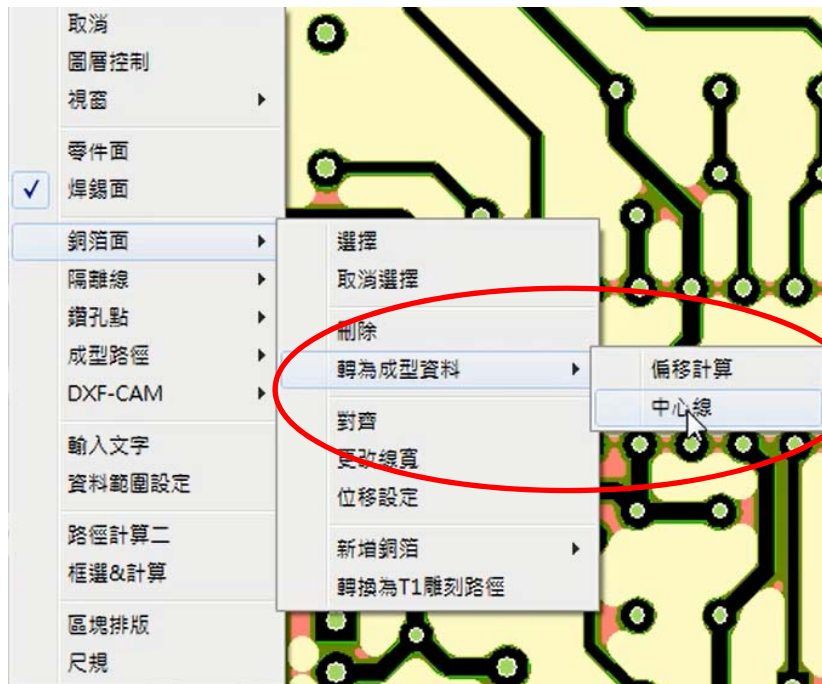 取消
圖層控制
視窗
零件面
焊錫面
銅箔面
隔離線
鑽孔點
成型路徑
DXF-CAM
輸入文字
資料範圍設定
路徑計算二
框選&計算
區塊排版
尺規
選擇
取消選擇
刪除
轉為成型資料
對齊
更改線寬
位移設定
新增銅箔
轉換為T1雕刻路徑
偏移計算
中心線